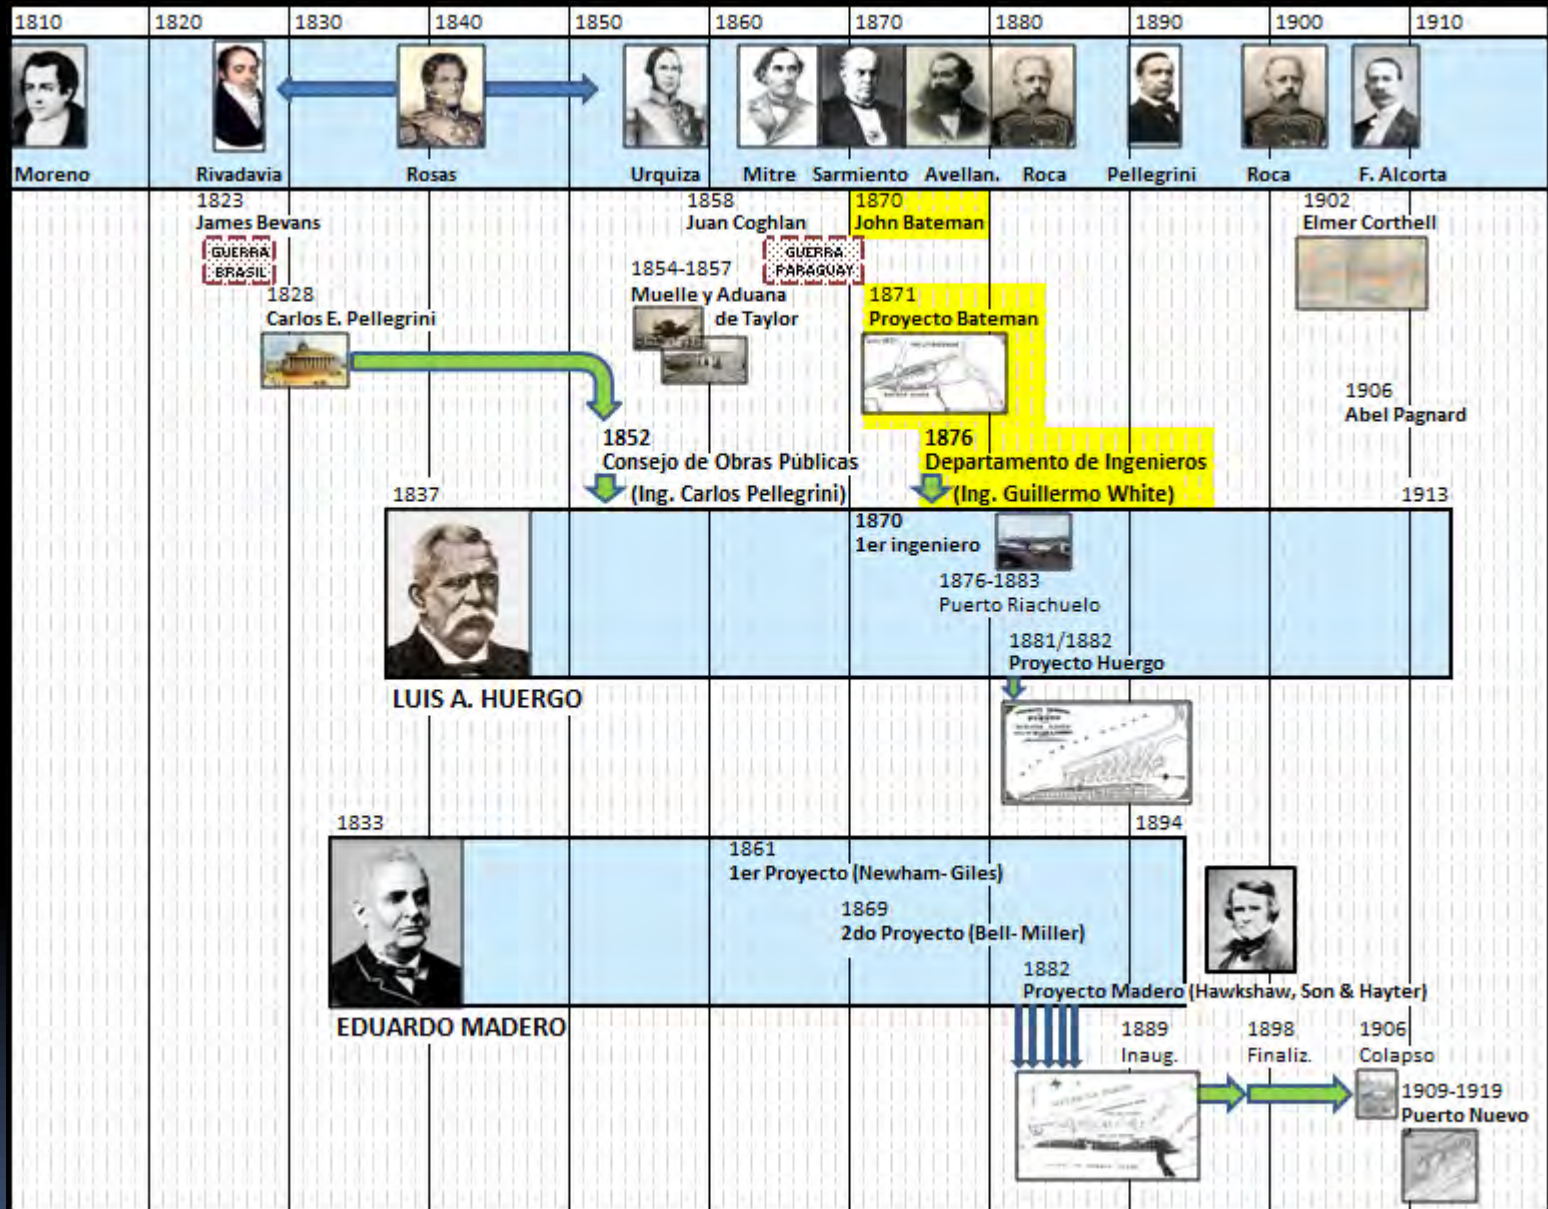 1810 1820 1830 1840 1850 1860 1870 1880 1890 1900 1910
Moreno Rivadavia Rosas Urquiza Mitre Sarmiento Avellan. Roca Pellegrini Roca F. Alcorta
1823
James Bevans
GUERRA
BRASIL
1828
Carlos E. Pellegrini
1858
Juan Coghlan
GUERRA
PARAGUAY
1854-1857
Muelle y Aduana
de Taylor
1870
John Bateman
1871
Proyecto Bateman
1902
Elmer Corthell
1906
Abel Pagnard
1852
Consejo de Obras Públicas
(Ing. Carlos Pellegrini)
1876
Departamento de Ingenieros
(Ing. Guillermo White)
1837
1913
1870
1er ingeniero
1876-1883
Puerto Riachuelo
1881/1882
Proyecto Huergo
LUIS A. HUERGO
1833
1894
1861
1er Proyecto (Newham- Giles)
1869
2do Proyecto (Bell- Miller)
1882
Proyecto Madero (Hawkshaw, Son & Hayter)
EDUARDO MADERO
1889
Inaug.
1898
Finaliz.
1906
Colapso
1909-1919
Puerto Nuevo